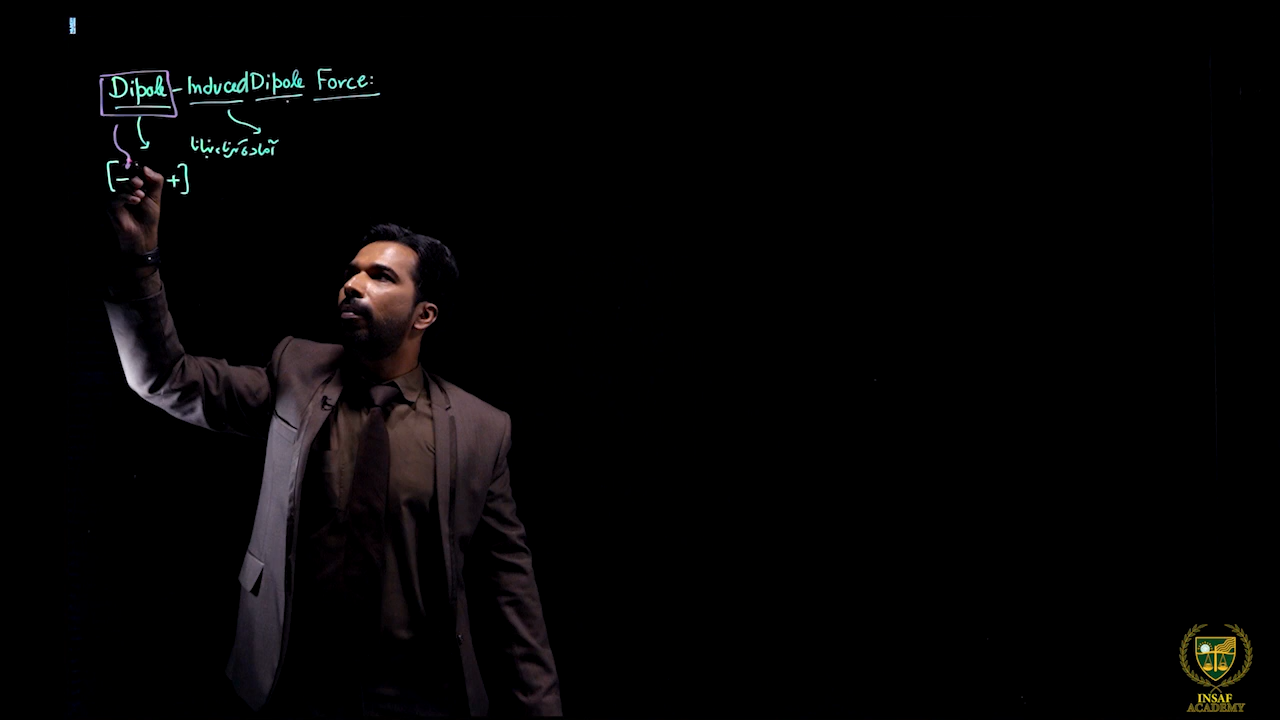 Dipole - Induced Dipole Force:
آمادہ کرنا، بنانا
[- +]
INSAF
ACADEMY